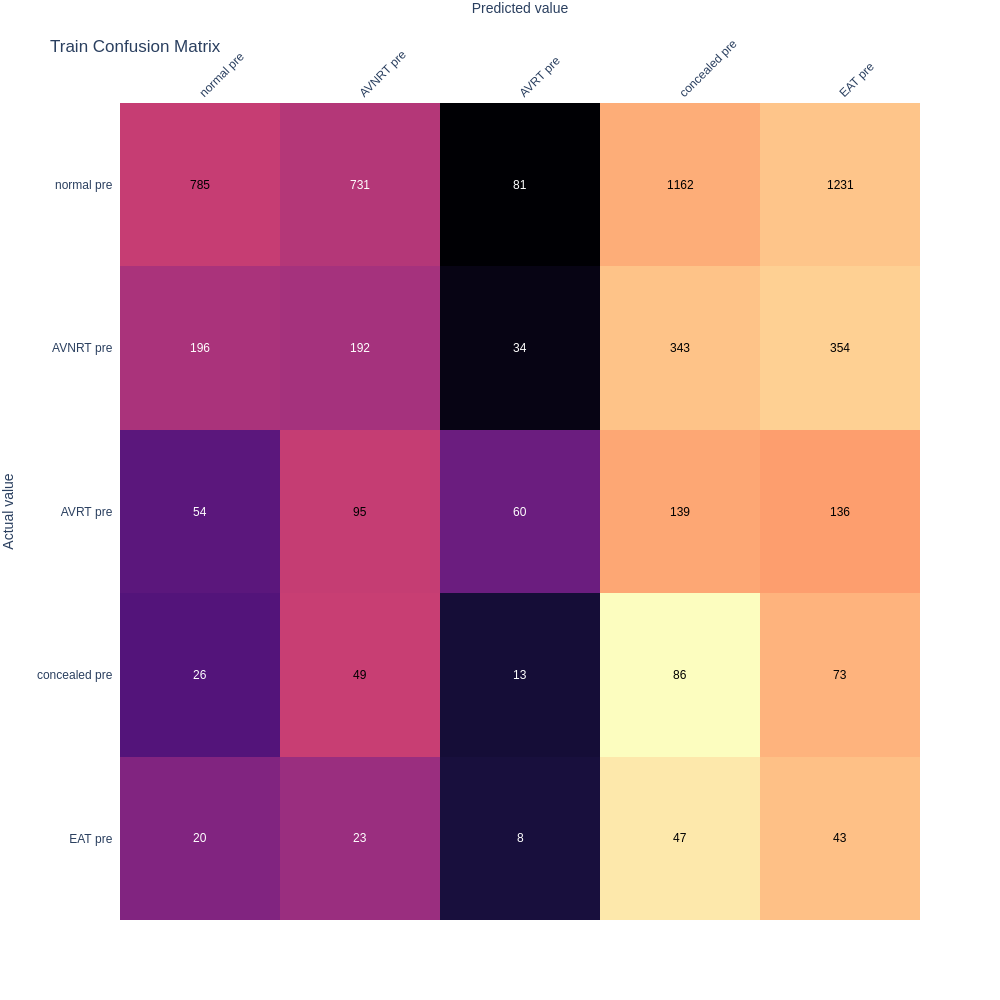 Predicted value
Train Confusion Matrix
normal pre AVNRT pre AVRT pre concealed pre EAT pre
normal pre 785 731 81 1162 1231
AVNRT pre 196 192 34 343 354
Actual value
AVRT pre 54 95 60 139 136
concealed pre 26 49 13 86 73
EAT pre 20 23 8 47 43